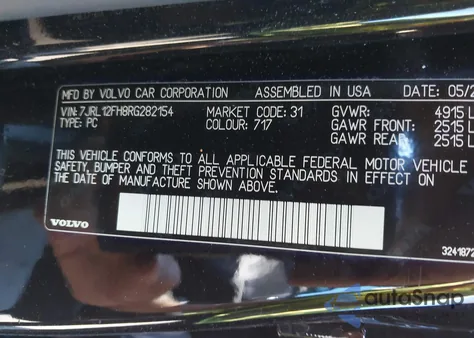 MFD BY VOLVO CAR CORPORATION ASSEMBLED IN USA DATE: 05/2
VIN: 7JRL12FH8RG282154 MARKET CODE: 31 GVWR: 4915 L
TYPE: PC COLOUR: 717 GAWR FRONT: 2515 L
GAWR REAR: 2515 L
THIS VEHICLE CONFORMS TO ALL APPLICABLE FEDERAL MOTOR VEHICLE
SAFETY, BUMPER AND THEFT PREVENTION STANDARDS IN EFFECT ON
THE DATE OF MANUFACTURE SHOWN ABOVE.
VOLVO
3241872
autoSnap